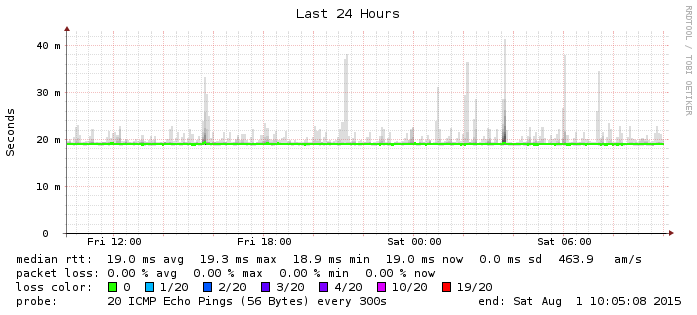 Last 24 Hours
RRDTOOL / TOBI OETIKER
Seconds
40 m
30 m
20 m
10 m
0
Fri 12:00 Fri 18:00 Sat 00:00 Sat 06:00
median rtt: 19.0 ms avg 19.3 ms max 18.9 ms min 19.0 ms now 0.0 ms sd 463.9 am/s
packet loss: 0.00 % avg 0.00 % max 0.00 % min 0.00 % now
loss color: 0 1/20 2/20 3/20 4/20 10/20 19/20
probe: 20 ICMP Echo Pings (56 Bytes) every 300s end: Sat Aug 1 10:05:08 2015